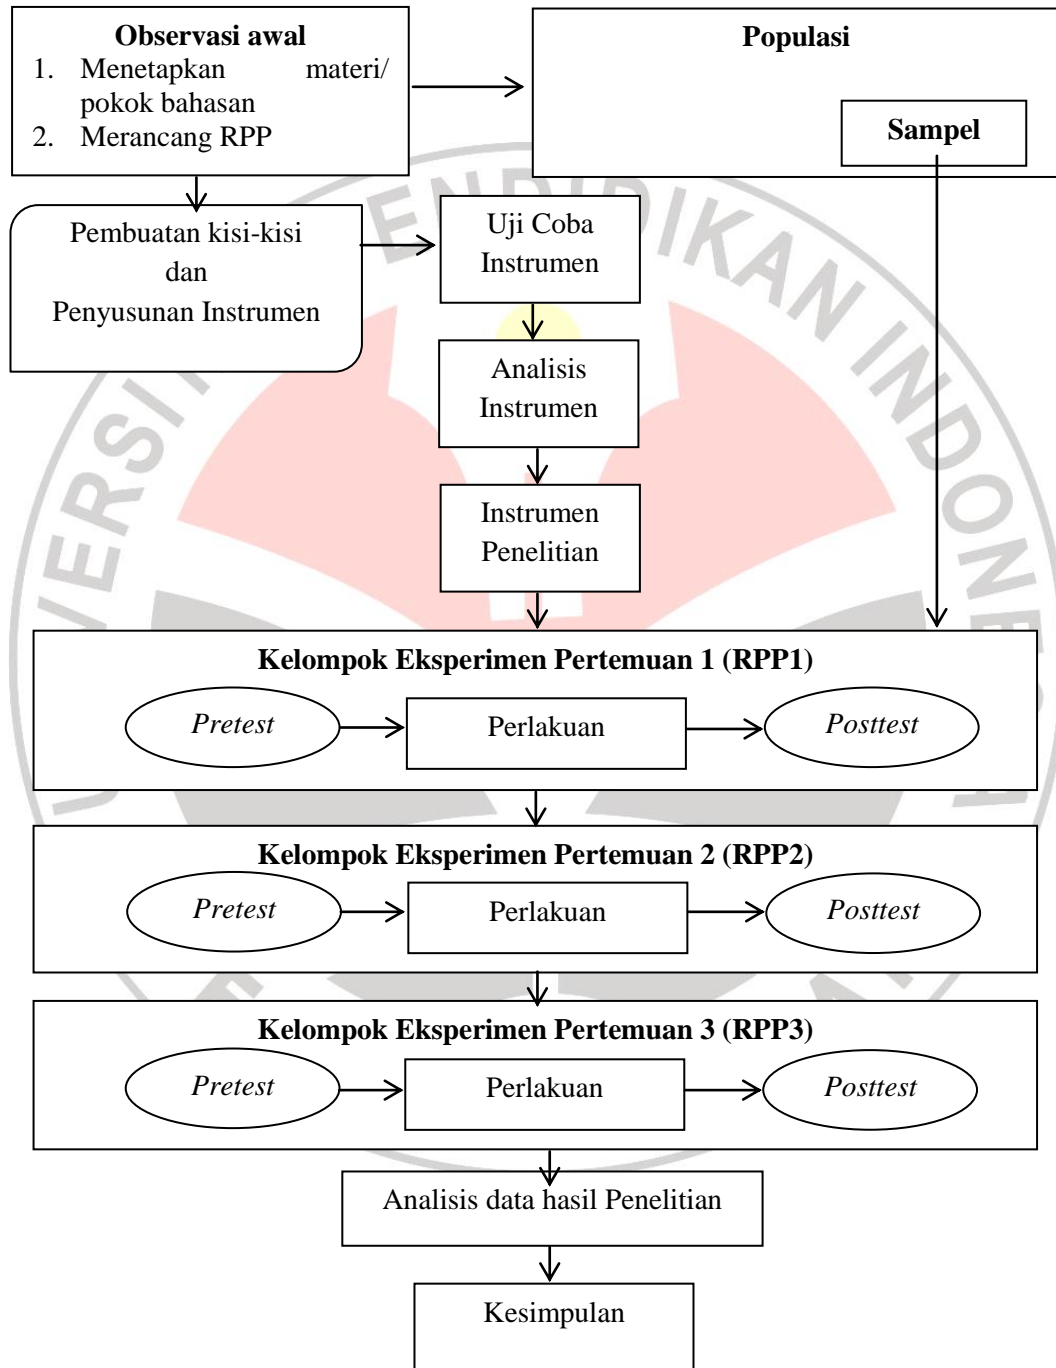 Observasi awal
1. Menetapkan materi/
pokok bahasan
2. Merancang RPP
Populasi
Sampel
Pembuatan kisi-kisi
dan
Penyusunan Instrumen
Uji Coba
Instrumen
Analisis
Instrumen
Instrumen
Penelitian
Kelompok Eksperimen Pertemuan 1 (RPP1)
Pretest
Perlakuan
Posttest
Kelompok Eksperimen Pertemuan 2 (RPP2)
Pretest
Perlakuan
Posttest
Kelompok Eksperimen Pertemuan 3 (RPP3)
Pretest
Perlakuan
Posttest
Analisis data hasil Penelitian
Kesimpulan